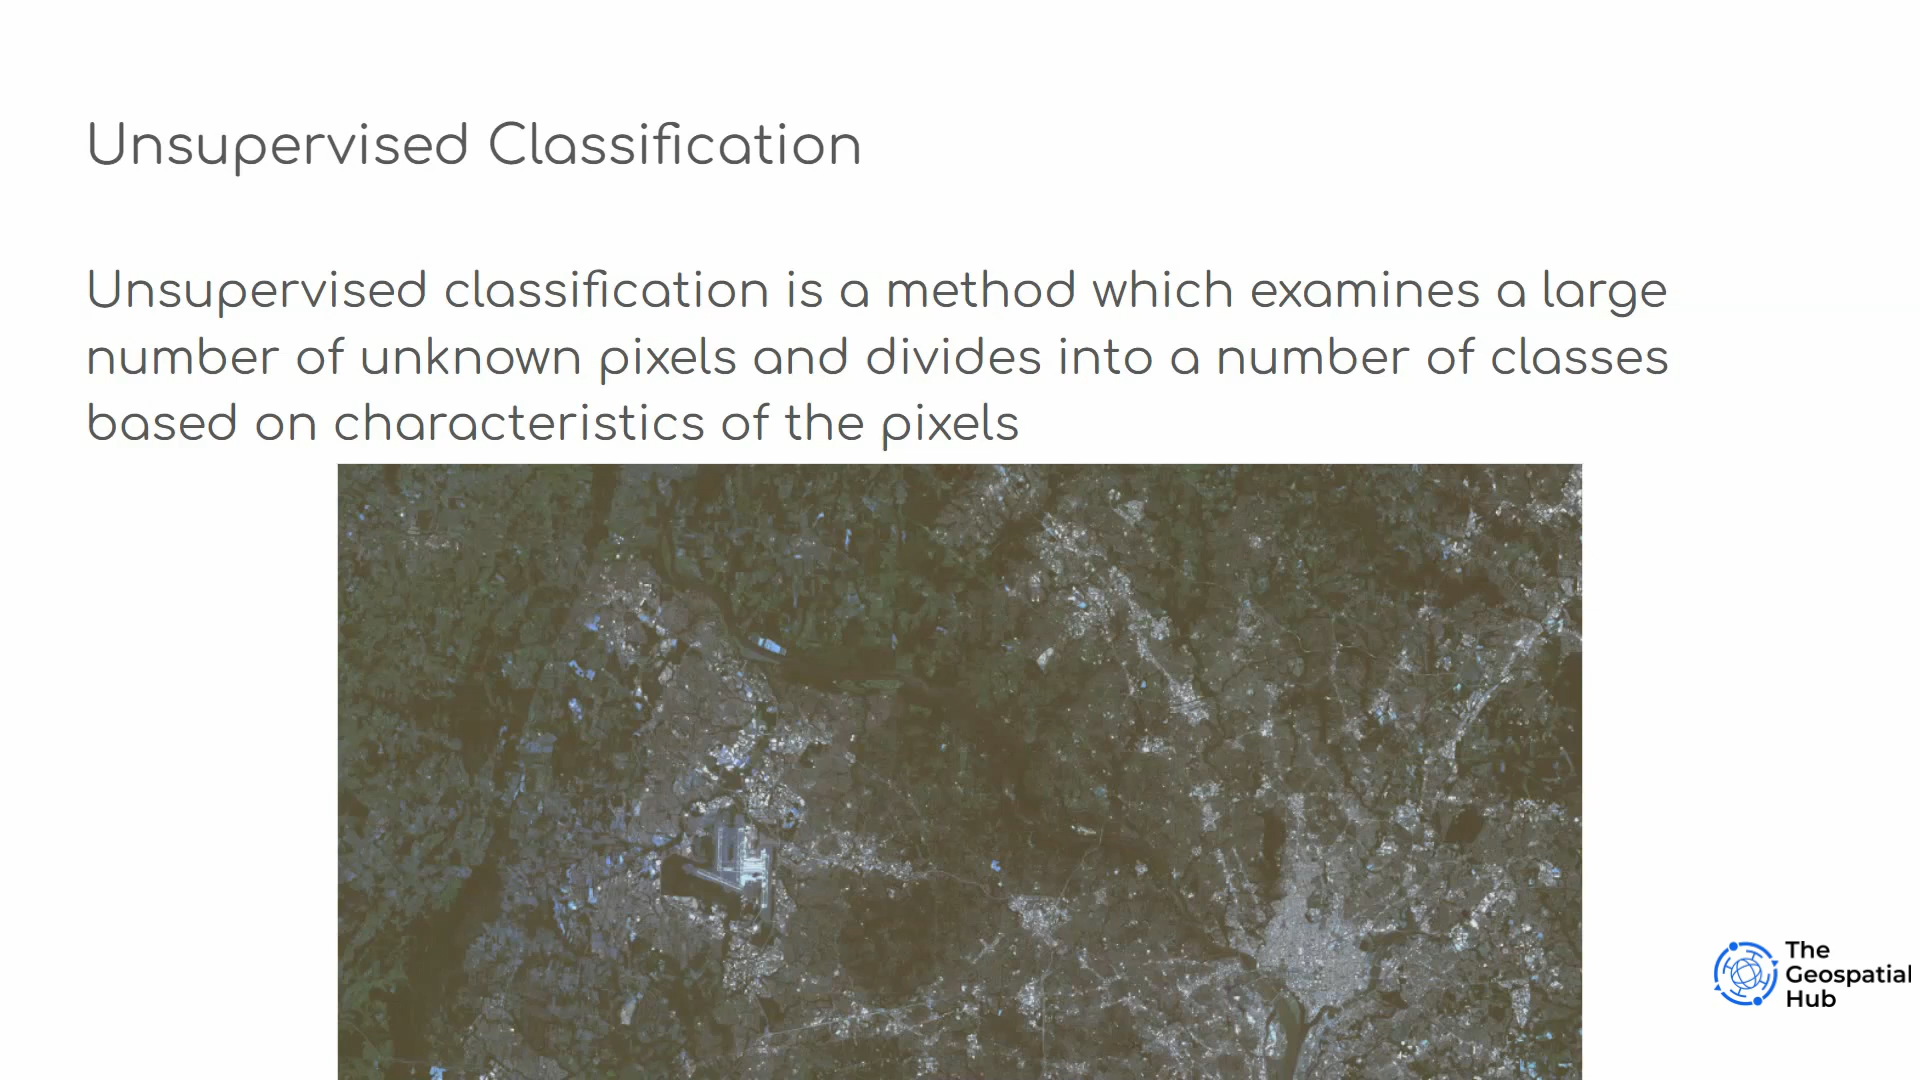 Unsupervised Classification
Unsupervised classification is a method which examines a large
number of unknown pixels and divides into a number of classes
based on characteristics of the pixels
The
Geospatial
Hub